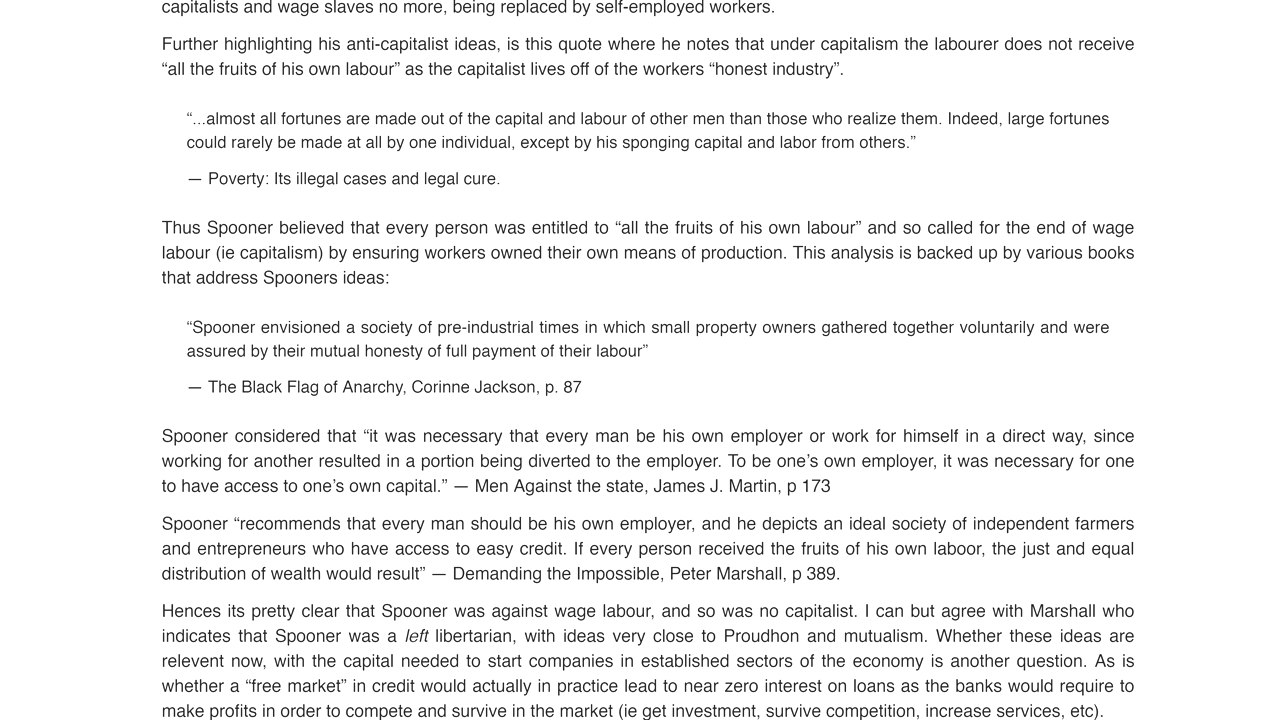 capitalists and wage slaves no more, being replaced by self-employed workers.
Further highlighting his anti-capitalist ideas, is this quote where he notes that under capitalism the labourer does not receive
“all the fruits of his own labour” as the capitalist lives off of the workers “honest industry”.
“...almost all fortunes are made out of the capital and labour of other men than those who realize them. Indeed, large fortunes
could rarely be made at all by one individual, except by his sponging capital and labor from others.”
— Poverty: Its illegal cases and legal cure.
Thus Spooner believed that every person was entitled to “all the fruits of his own labour” and so called for the end of wage
labour (ie capitalism) by ensuring workers owned their own means of production. This analysis is backed up by various books
that address Spooners ideas:
“Spooner envisioned a society of pre-industrial times in which small property owners gathered together voluntarily and were
assured by their mutual honesty of full payment of their labour”
— The Black Flag of Anarchy, Corinne Jackson, p. 87
Spooner considered that “it was necessary that every man be his own employer or work for himself in a direct way, since
working for another resulted in a portion being diverted to the employer. To be one’s own employer, it was necessary for one
to have access to one’s own capital.” — Men Against the state, James J. Martin, p 173
Spooner “recommends that every man should be his own employer, and he depicts an ideal society of independent farmers
and entrepreneurs who have access to easy credit. If every person received the fruits of his own laboor, the just and equal
distribution of wealth would result” — Demanding the Impossible, Peter Marshall, p 389.
Hences its pretty clear that Spooner was against wage labour, and so was no capitalist. I can but agree with Marshall who
indicates that Spooner was a left libertarian, with ideas very close to Proudhon and mutualism. Whether these ideas are
relevent now, with the capital needed to start companies in established sectors of the economy is another question. As is
whether a “free market” in credit would actually in practice lead to near zero interest on loans as the banks would require to
make profits in order to compete and survive in the market (ie get investment, survive competition, increase services, etc).